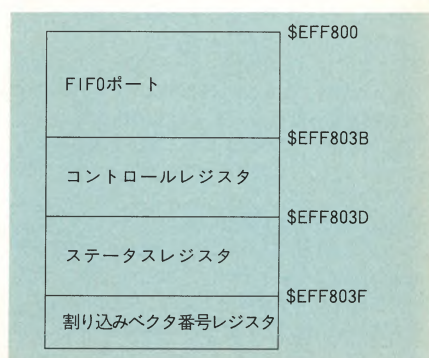 $EFF800
FIFOポート
$EFF803B
コントロールレジスタ
$EFF803D
ステータスレジスタ
$EFF803F
割り込みベクタ番号レジスタ